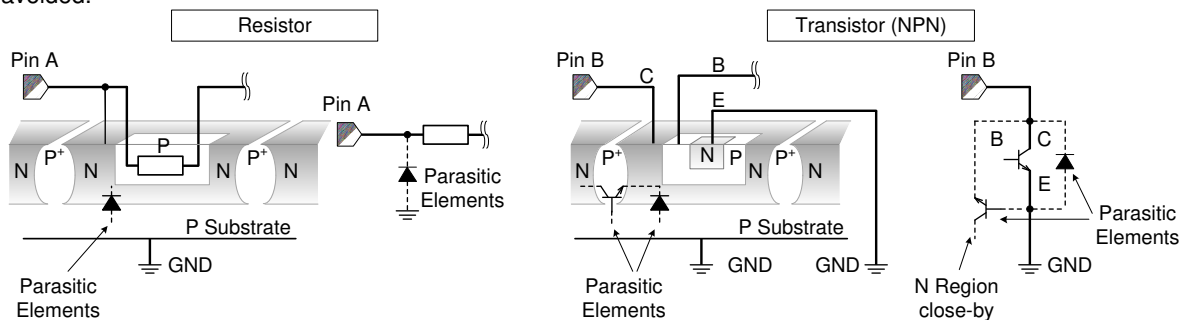 avoided.
Resistor
Transistor (NPN)
Pin A
Pin A
P
N
P+
N
N
P+
N
Parasitic
Elements
P Substrate
GND
Parasitic
Elements
Pin B
C
B
E
N
P+
N
N
P
N
P+
N
P Substrate
GND
GND
Parasitic
Elements
Pin B
B
C
E
Parasitic
Elements
GND
N Region
close-by